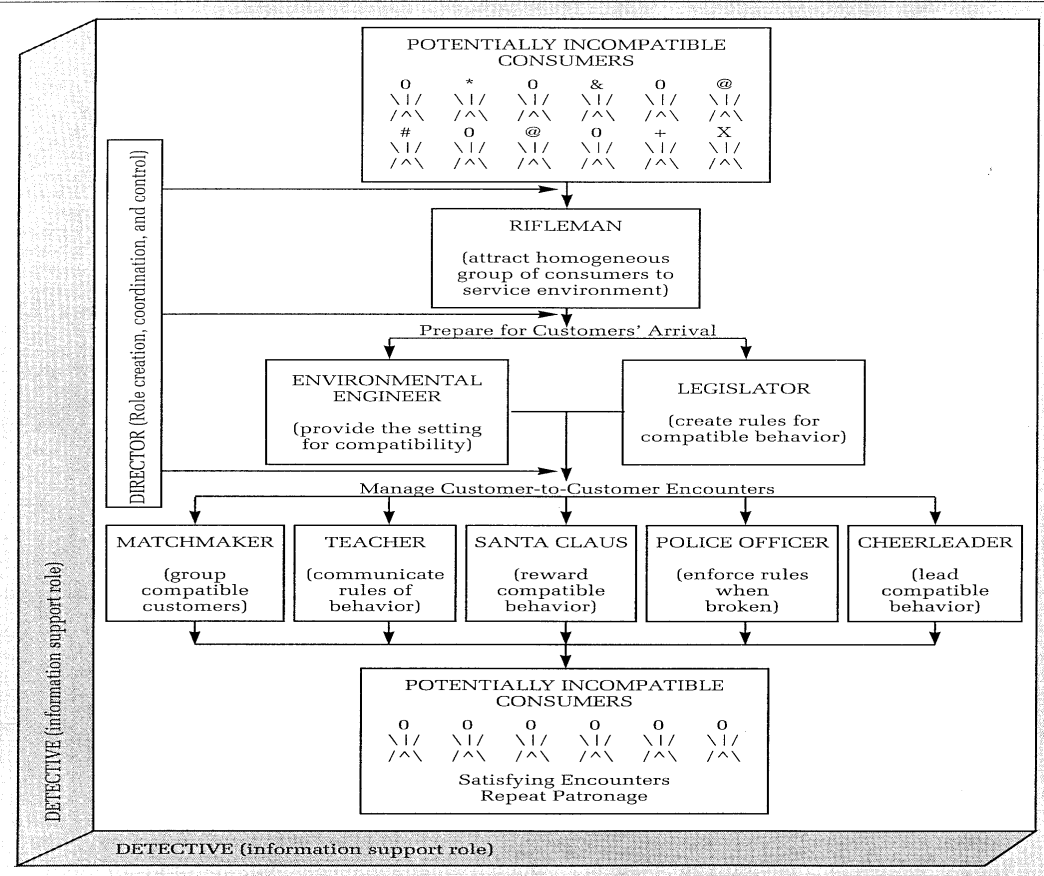 POTENTIALLY INCOMPATIBLE
CONSUMERS
O * O & O @
\|/ \|/ \|/ \|/ \|/ \|/
/^\ /^\ /^\ /^\ /^\ /^\
# O @ O + X
\|/ \|/ \|/ \|/ \|/ \|/
/^\ /^\ /^\ /^\ /^\ /^\
DIRECTOR (Role creation, coordination, and control)
RIFLEMAN
(attract homogeneous
group of consumers to
service environment)
Prepare for Customers' Arrival
ENVIRONMENTAL
ENGINEER
(provide the setting
for compatibility)
LEGISLATOR
(create rules for
compatible behavior)
Manage Customer-to-Customer Encounters
MATCHMAKER
(group
compatible
customers)
TEACHER
(communicate
rules of
behavior)
SANTA CLAUS
(reward
compatible
behavior)
POLICE OFFICER
(enforce rules
when
broken)
CHEERLEADER
(lead
compatible
behavior)
POTENTIALLY INCOMPATIBLE
CONSUMERS
O O O O O O
\|/ \|/ \|/ \|/ \|/ \|/
/^\ /^\ /^\ /^\ /^\ /^\
Satisfying Encounters
Repeat Patronage
DETECTIVE (information support role)
DETECTIVE (information support role)